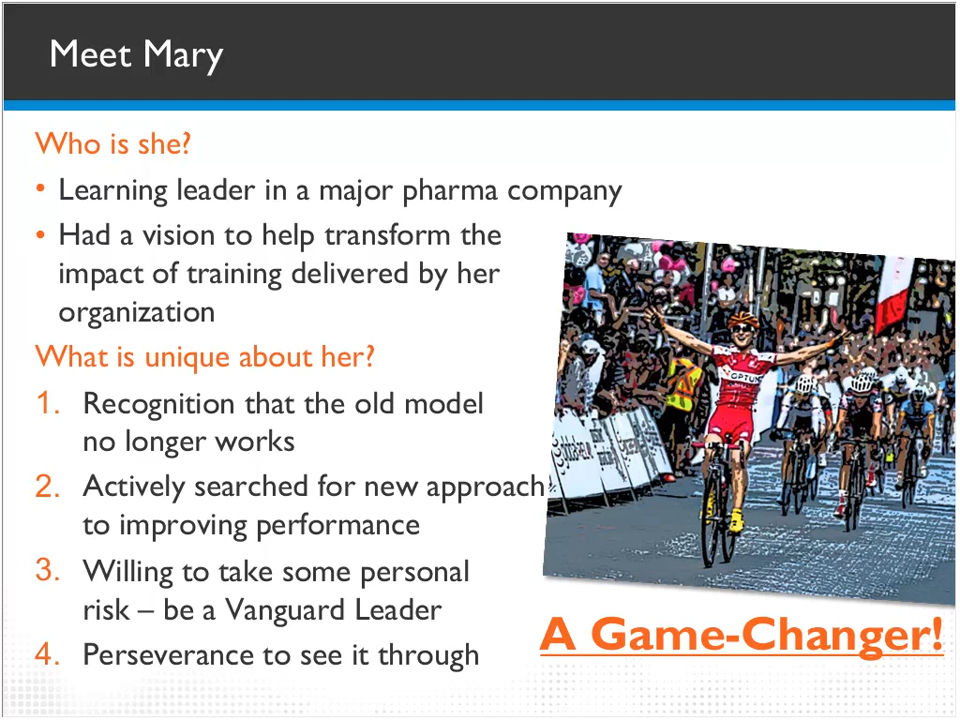 Meet Mary
Who is she?
• Learning leader in a major pharma company
• Had a vision to help transform the
impact of training delivered by her
organization
What is unique about her?
1. Recognition that the old model
no longer works
2. Actively searched for new approach
to improving performance
3. Willing to take some personal
risk – be a Vanguard Leader
4. Perseverance to see it through
OPTUM
A Game-Changer!